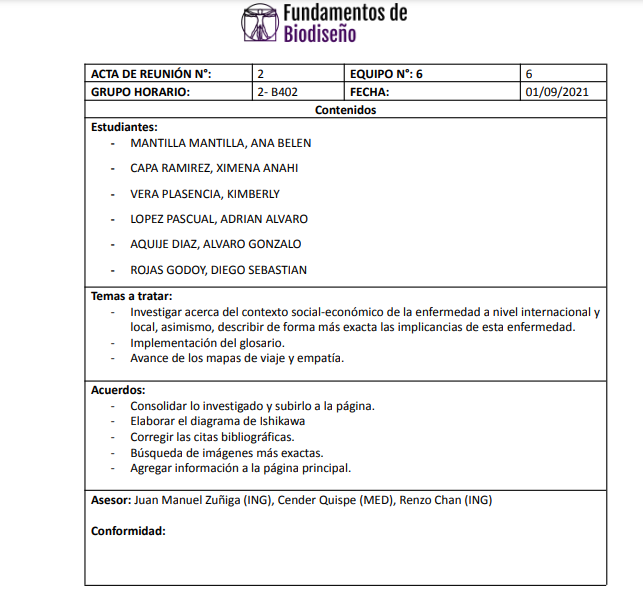 Fundamentos de
Biodiseño
ACTA DE REUNIÓN N°: 2 EQUIPO N°: 6 6
GRUPO HORARIO: 2- B402 FECHA: 01/09/2021
Contenidos
Estudiantes:
- MANTILLA MANTILLA, ANA BELEN
- CAPA RAMIREZ, XIMENA ANAHI
- VERA PLASENCIA, KIMBERLY
- LOPEZ PASCUAL, ADRIAN ALVARO
- AQUIJE DIAZ, ALVARO GONZALO
- ROJAS GODOY, DIEGO SEBASTIAN
Temas a tratar:
- Investigar acerca del contexto social-económico de la enfermedad a nivel internacional y
local, asimismo, describir de forma más exacta las implicancias de esta enfermedad.
- Implementación del glosario.
- Avance de los mapas de viaje y empatía.
Acuerdos:
- Consolidar lo investigado y subirlo a la página.
- Elaborar el diagrama de Ishikawa
- Corregir las citas bibliográficas.
- Búsqueda de imágenes más exactas.
- Agregar información a la página principal.
Asesor: Juan Manuel Zuñiga (ING), Cender Quispe (MED), Renzo Chan (ING)
Conformidad: